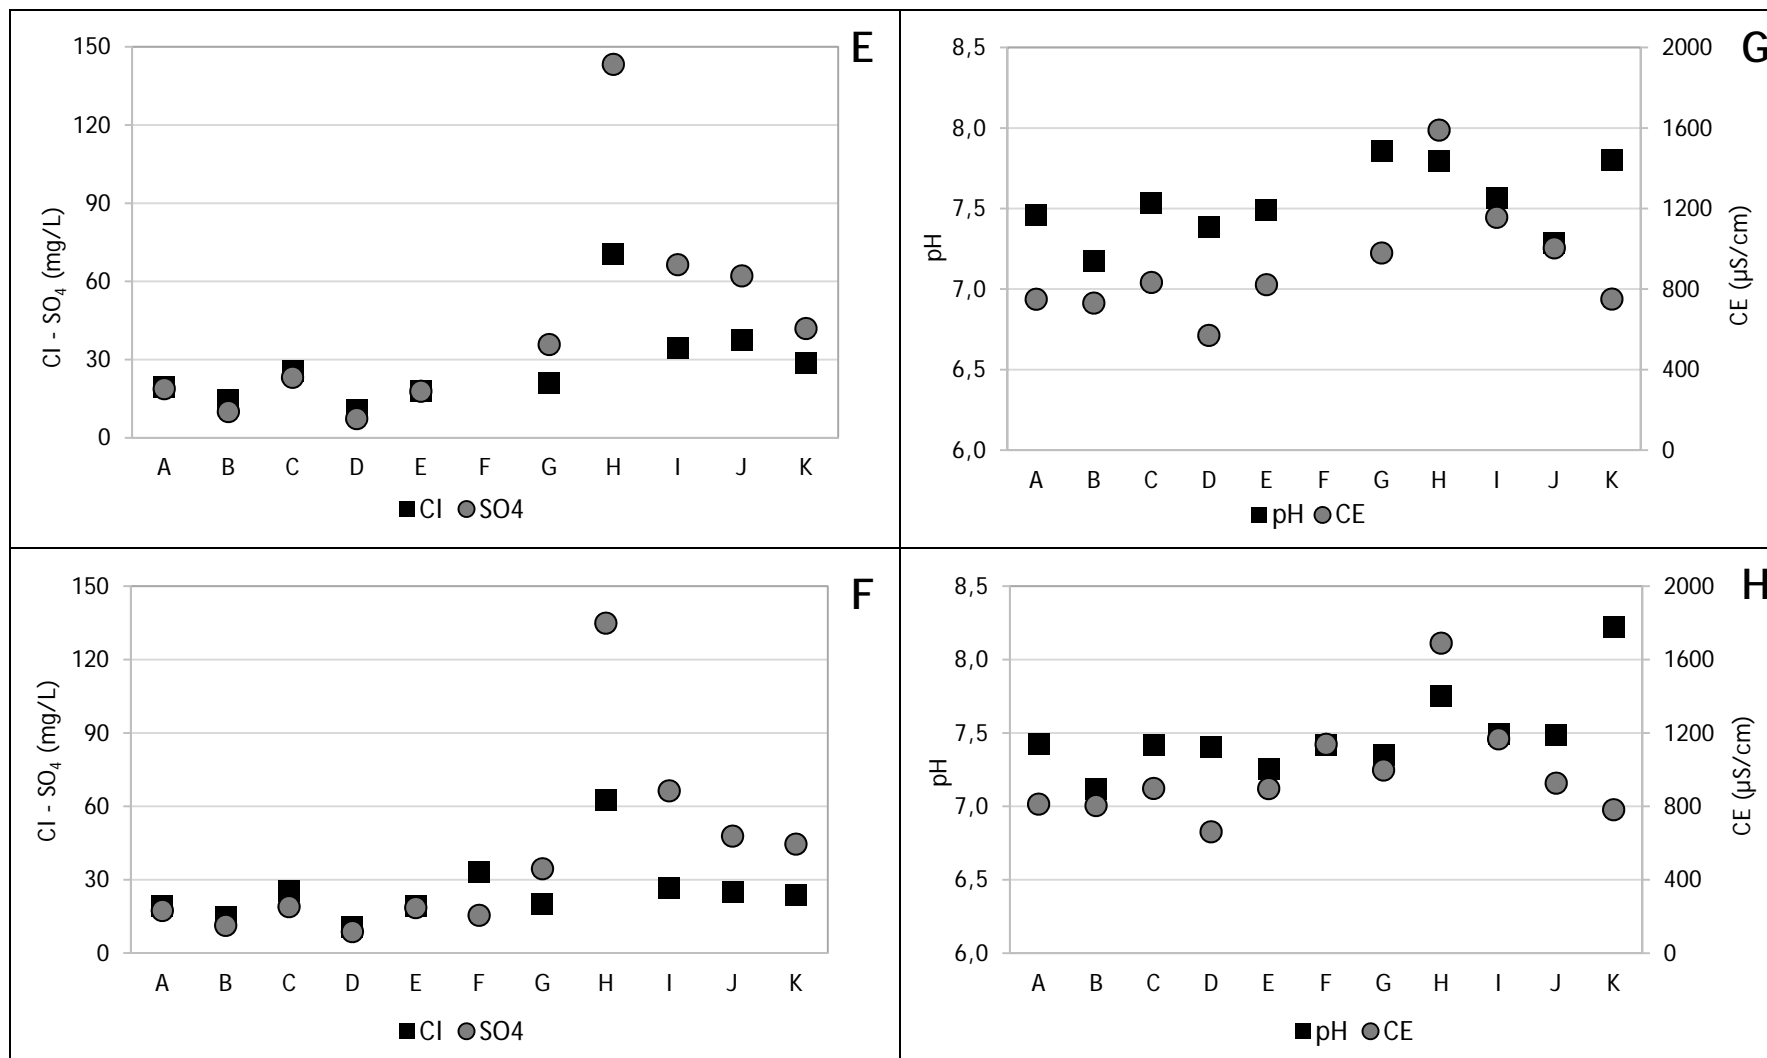 E
150
120
90
60
30
0
Cl - SO₄ (mg/L)
A B C D E F G H I J K
Cl SO4
G
8,5
8,0
7,5
7,0
6,5
6,0
pH
2000
1600
1200
800
400
0
CE (µS/cm)
A B C D E F G H I J K
pH CE
F
150
120
90
60
30
0
Cl - SO₄ (mg/L)
A B C D E F G H I J K
Cl SO4
H
8,5
8,0
7,5
7,0
6,5
6,0
pH
2000
1600
1200
800
400
0
CE (µS/cm)
A B C D E F G H I J K
pH CE